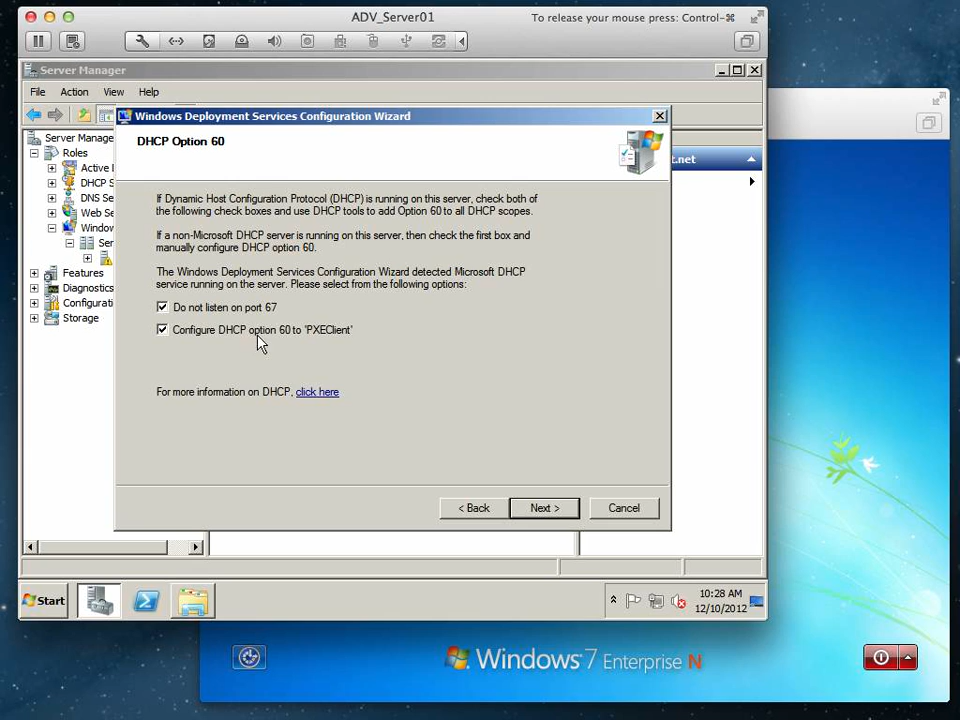 ADV_Server01
To release your mouse press: Control-⌘
Server Manager
File Action View Help
Windows Deployment Services Configuration Wizard
DHCP Option 60
Server Manage
Roles
Active
DHCP S
DNS Se
Web Se
Window
Ser
Features
Diagnostics
Configurati
Storage
If Dynamic Host Configuration Protocol (DHCP) is running on this server, check both of
the following check boxes and use DHCP tools to add Option 60 to all DHCP scopes.
If a non-Microsoft DHCP server is running on this server, then check the first box and
manually configure DHCP option 60.
The Windows Deployment Services Configuration Wizard detected Microsoft DHCP
service running on the server. Please select from the following options:
Do not listen on port 67
Configure DHCP option 60 to 'PXEClient'
For more information on DHCP, click here
t.net
< Back Next > Cancel
Start
10:28 AM
12/10/2012
Windows 7 Enterprise N